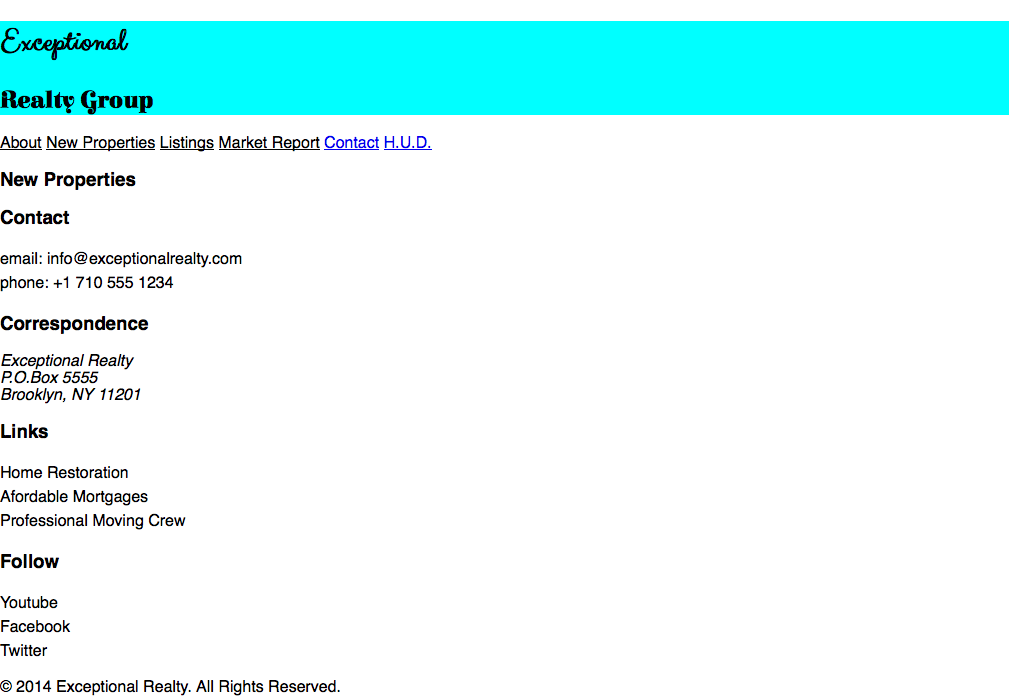 Exceptional
Realty Group
About New Properties Listings Market Report Contact H.U.D.
New Properties
Contact
email: info@exceptionalrealty.com
phone: +1 710 555 1234
Correspondence
Exceptional Realty
P.O.Box 5555
Brooklyn, NY 11201
Links
Home Restoration
Afordable Mortgages
Professional Moving Crew
Follow
Youtube
Facebook
Twitter
© 2014 Exceptional Realty. All Rights Reserved.